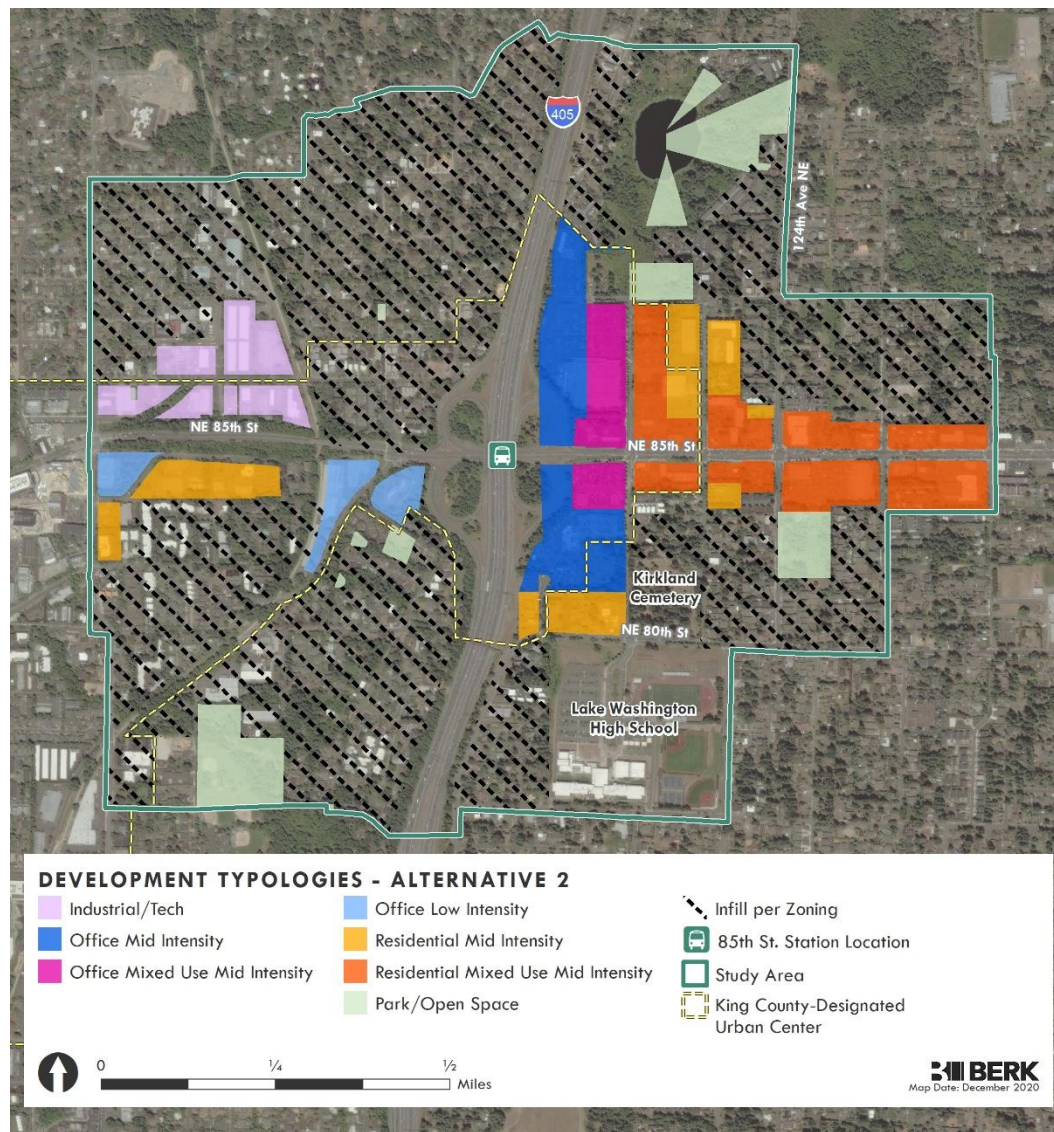 405
124th Ave NE
NE 85th St
NE 85th St
Kirkland
Cemetery
NE 80th St
Lake Washington
High School
DEVELOPMENT TYPOLOGIES - ALTERNATIVE 2
Industrial/Tech
Office Mid Intensity
Office Mixed Use Mid Intensity
Office Low Intensity
Residential Mid Intensity
Residential Mixed Use Mid Intensity
Park/Open Space
Infill per Zoning
85th St. Station Location
Study Area
King County-Designated
Urban Center
0 ¼ ½
Miles
BERK
Map Date: December 2020